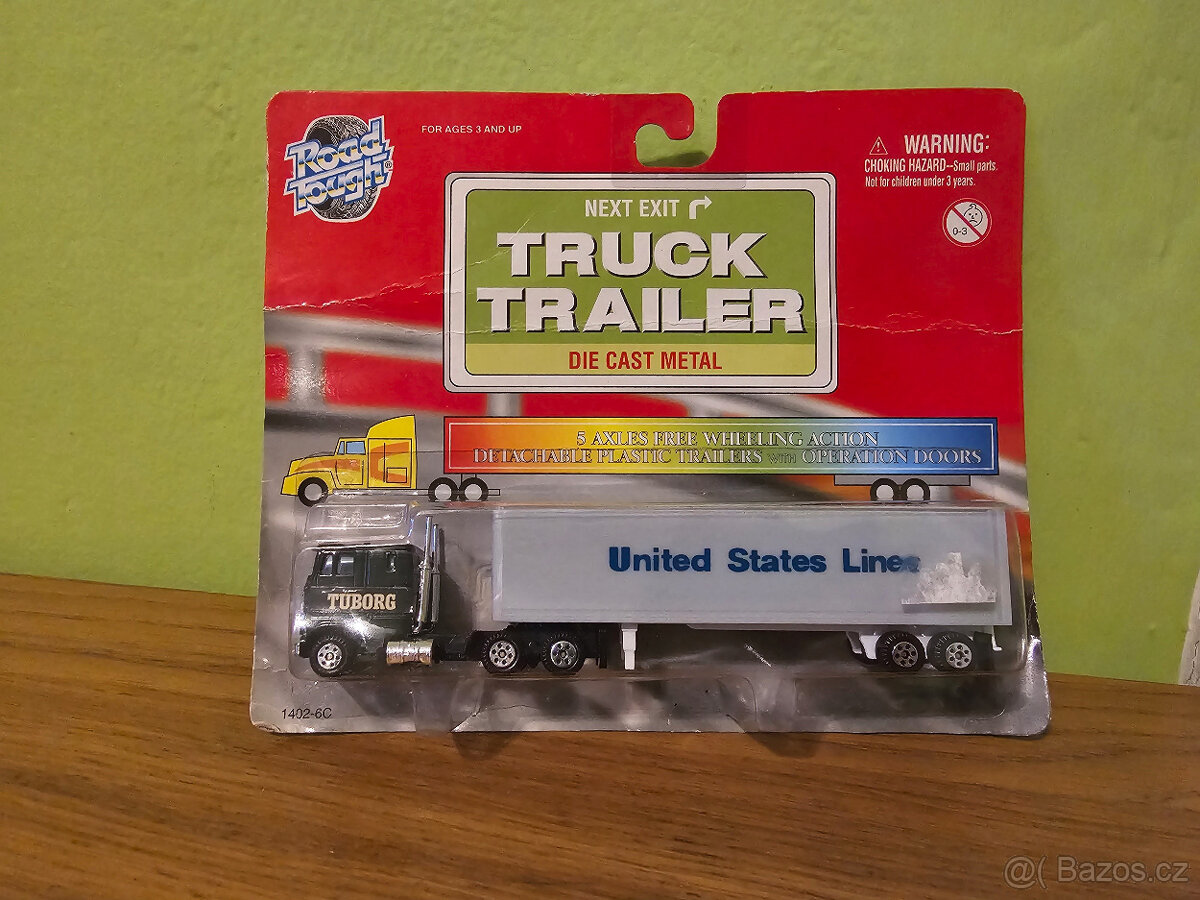 Road
Tough®
FOR AGES 3 AND UP
WARNING:
CHOKING HAZARD--Small parts.
Not for children under 3 years.
0-3
NEXT EXIT
TRUCK
TRAILER
DIE CAST METAL
5 AXLES FREE WHEELING ACTION
DETACHABLE PLASTIC TRAILERS WITH OPERATION DOORS
United States Lines
TUBORG
1402-6C
@( Bazos.cz